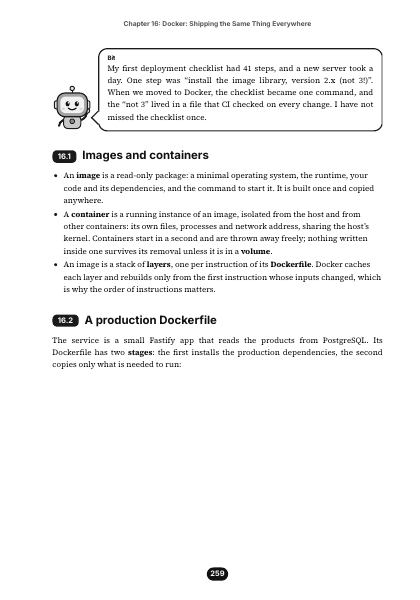 Chapter 16: Docker: Shipping the Same Thing Everywhere
Bit
My first deployment checklist had 41 steps, and a new server took a
day. One step was “install the image library, version 2.x (not 3!)”.
When we moved to Docker, the checklist became one command, and
the “not 3” lived in a file that CI checked on every change. I have not
missed the checklist once.
16.1 Images and containers
• An image is a read-only package: a minimal operating system, the runtime, your
code and its dependencies, and the command to start it. It is built once and copied
anywhere.
• A container is a running instance of an image, isolated from the host and from
other containers: its own files, processes and network address, sharing the host’s
kernel. Containers start in a second and are thrown away freely; nothing written
inside one survives its removal unless it is in a volume.
• An image is a stack of layers, one per instruction of its Dockerfile. Docker caches
each layer and rebuilds only from the first instruction whose inputs changed, which
is why the order of instructions matters.
16.2 A production Dockerfile
The service is a small Fastify app that reads the products from PostgreSQL. Its
Dockerfile has two stages: the first installs the production dependencies, the second
copies only what is needed to run:
259